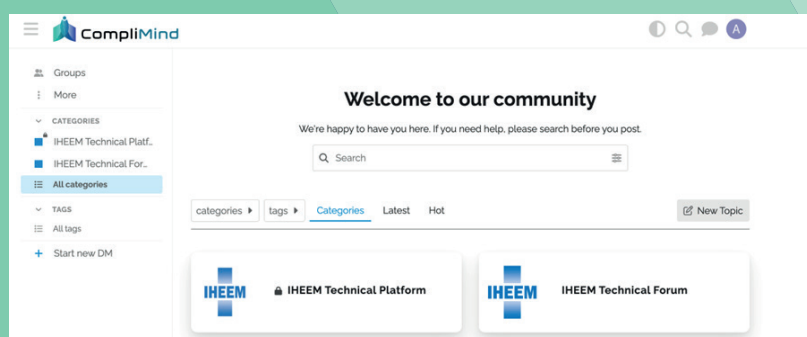 CompliMind
A
Groups
More
CATEGORIES
IHEEM Technical Platf..
IHEEM Technical For...
All categories
TAGS
All tags
+ Start new DM
Welcome to our community
We're happy to have you here. If you need help, please search before you post.
Search
categories
tags
Categories
Latest
Hot
New Topic
IHEEM
IHEEM Technical Platform
IHEEM
IHEEM Technical Forum